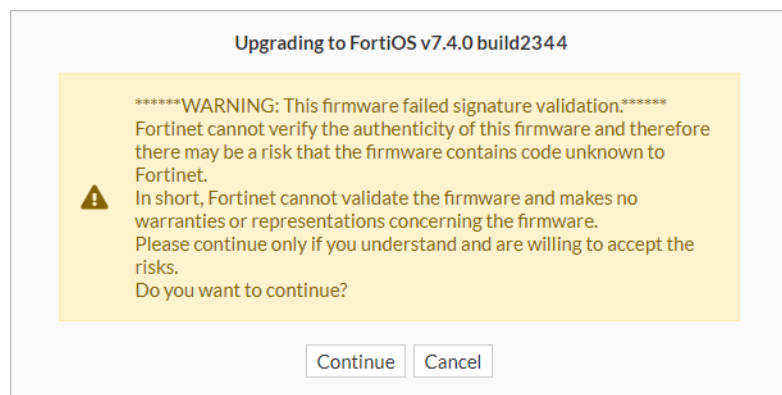 Upgrading to FortiOS v7.4.0 build2344
******WARNING: This firmware failed signature validation.******
Fortinet cannot verify the authenticity of this firmware and therefore
there may be a risk that the firmware contains code unknown to
Fortinet.
In short, Fortinet cannot validate the firmware and makes no
warranties or representations concerning the firmware.
Please continue only if you understand and are willing to accept the
risks.
Do you want to continue?
Continue Cancel